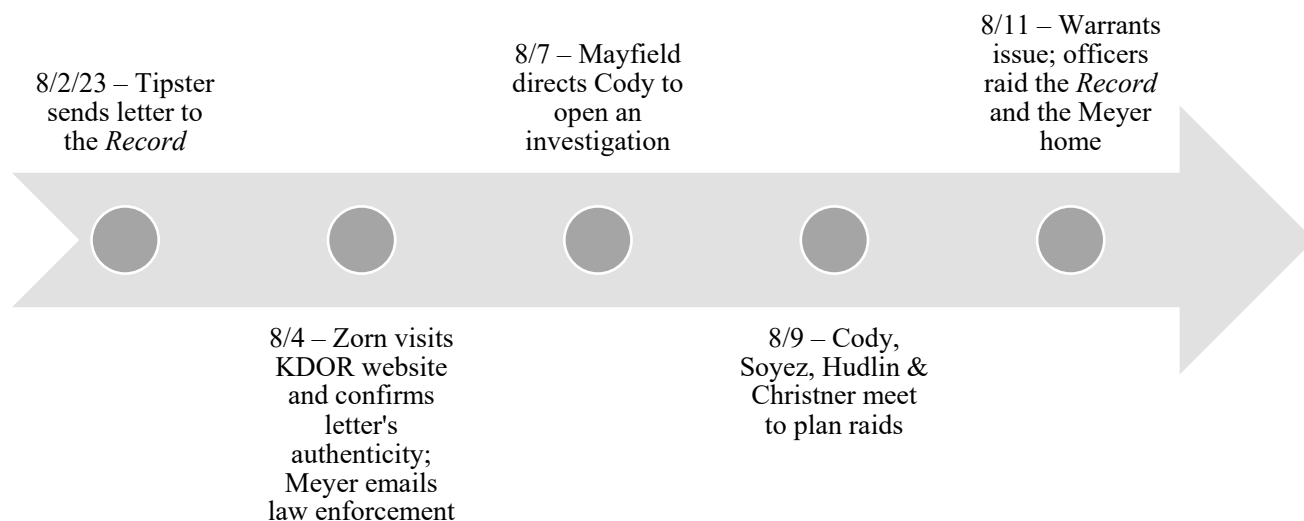 8/2/23 – Tipster
sends letter to
the Record
8/4 – Zorn visits
KDOR website
and confirms
letter's
authenticity;
Meyer emails
law enforcement
8/7 – Mayfield
directs Cody to
open an
investigation
8/9 – Cody,
Soyez, Hudlin &
Christner meet
to plan raids
8/11 – Warrants
issue; officers
raid the Record
and the Meyer
home